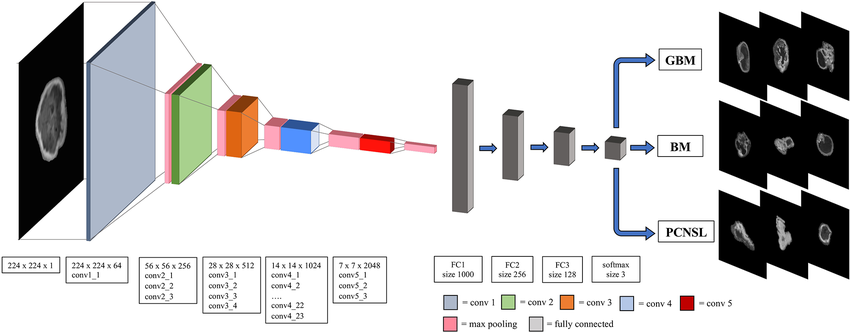 GBM
BM
PCNSL
224 x 224 x 1
224 x 224 x 64
conv1_1
56 x 56 x 256
conv2_1
conv2_2
conv2_3
28 x 28 x 512
conv3_1
conv3_2
conv3_3
conv3_4
14 x 14 x 1024
conv4_1
conv4_2
....
conv4_22
conv4_23
7 x 7 x 2048
conv5_1
conv5_2
conv5_3
FC1
size 1000
FC2
size 256
FC3
size 128
softmax
size 3
= conv 1
= conv 2
= conv 3
= conv 4
= conv 5
= max pooling
= fully connected